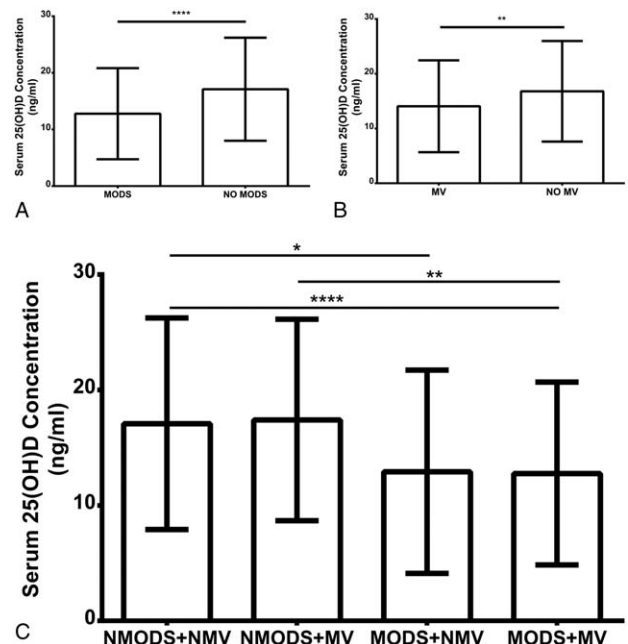 ****
30
20
10
0
Serum 25(OH)D Concentration
(ng/ml)
MODS
NO MODS
A
**
30
20
10
0
Serum 25(OH)D Concentration
(ng/ml)
MV
NO MV
B
*
**
****
30
20
10
0
Serum 25(OH)D Concentration
(ng/ml)
NMODS+NMV
NMODS+MV
MODS+NMV
MODS+MV
C